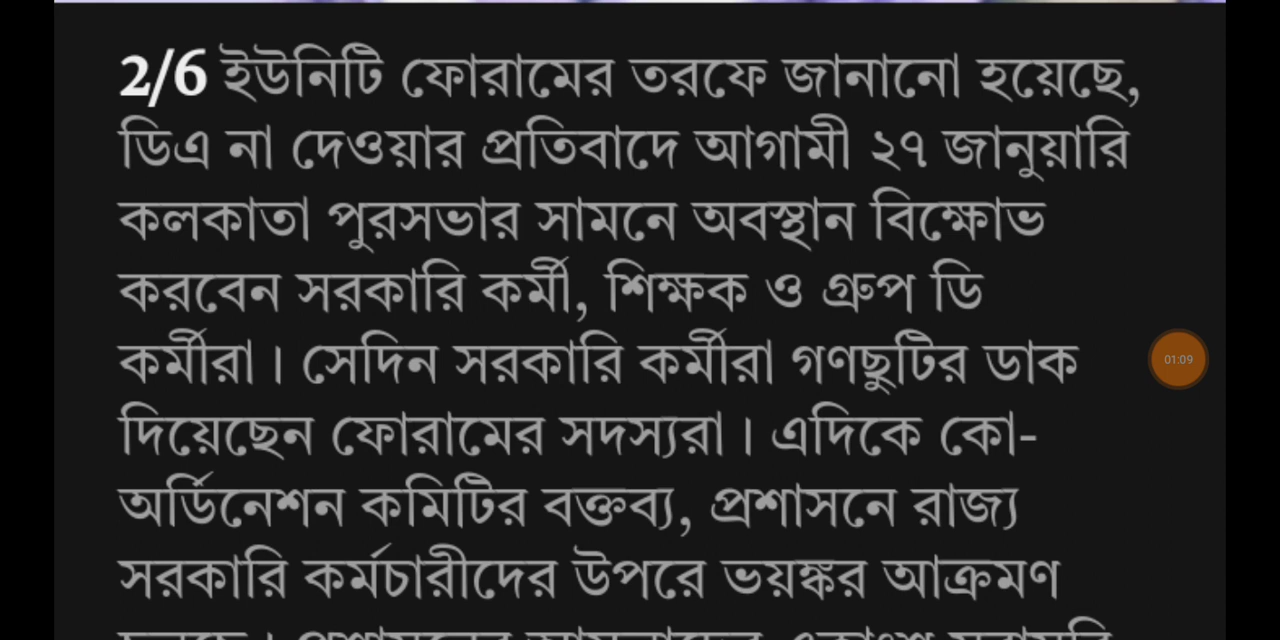 2/6 ইউনিটি ফোরামের তরফে জানানো হয়েছে,
ডিএ না দেওয়ার প্রতিবাদে আগামী ২৭ জানুয়ারি
কলকাতা পুরসভার সামনে অবস্থান বিক্ষোভ
করবেন সরকারি কর্মী, শিক্ষক ও গ্রুপ ডি
কর্মীরা। সেদিন সরকারি কর্মীরা গণছুটির ডাক
01:09
দিয়েছেন ফোরামের সদস্যরা। এদিকে কো-
অর্ডিনেশন কমিটির বক্তব্য, প্রশাসনে রাজ্য
সরকারি কর্মচারীদের উপরে ভয়ঙ্কর আক্রমণ